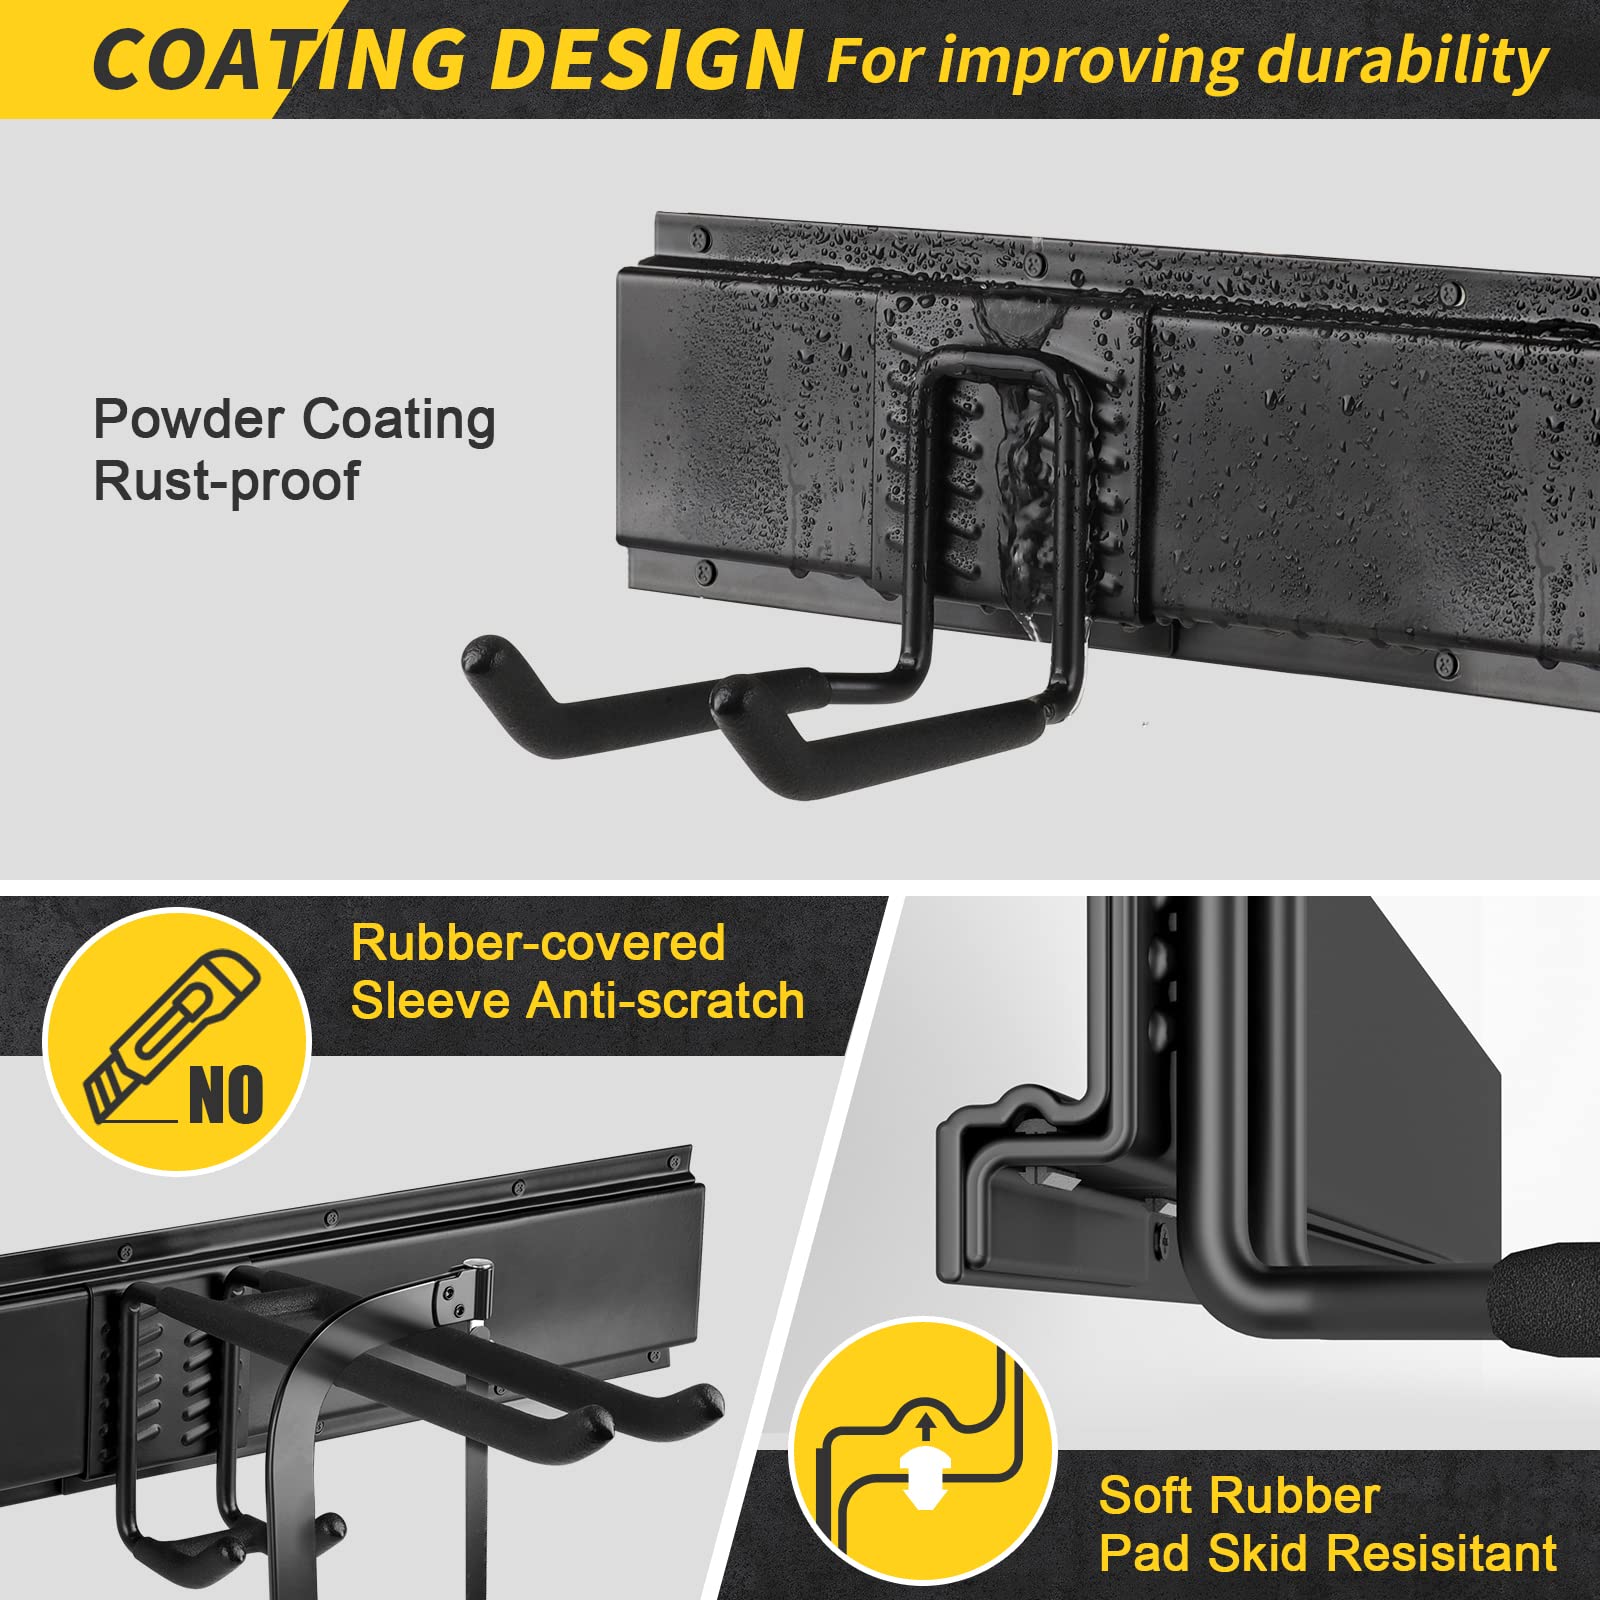 COATING DESIGN For improving durability
Powder Coating
Rust-proof
Rubber-covered
Sleeve Anti-scratch
NO
Soft Rubber
Pad Skid Resisitant